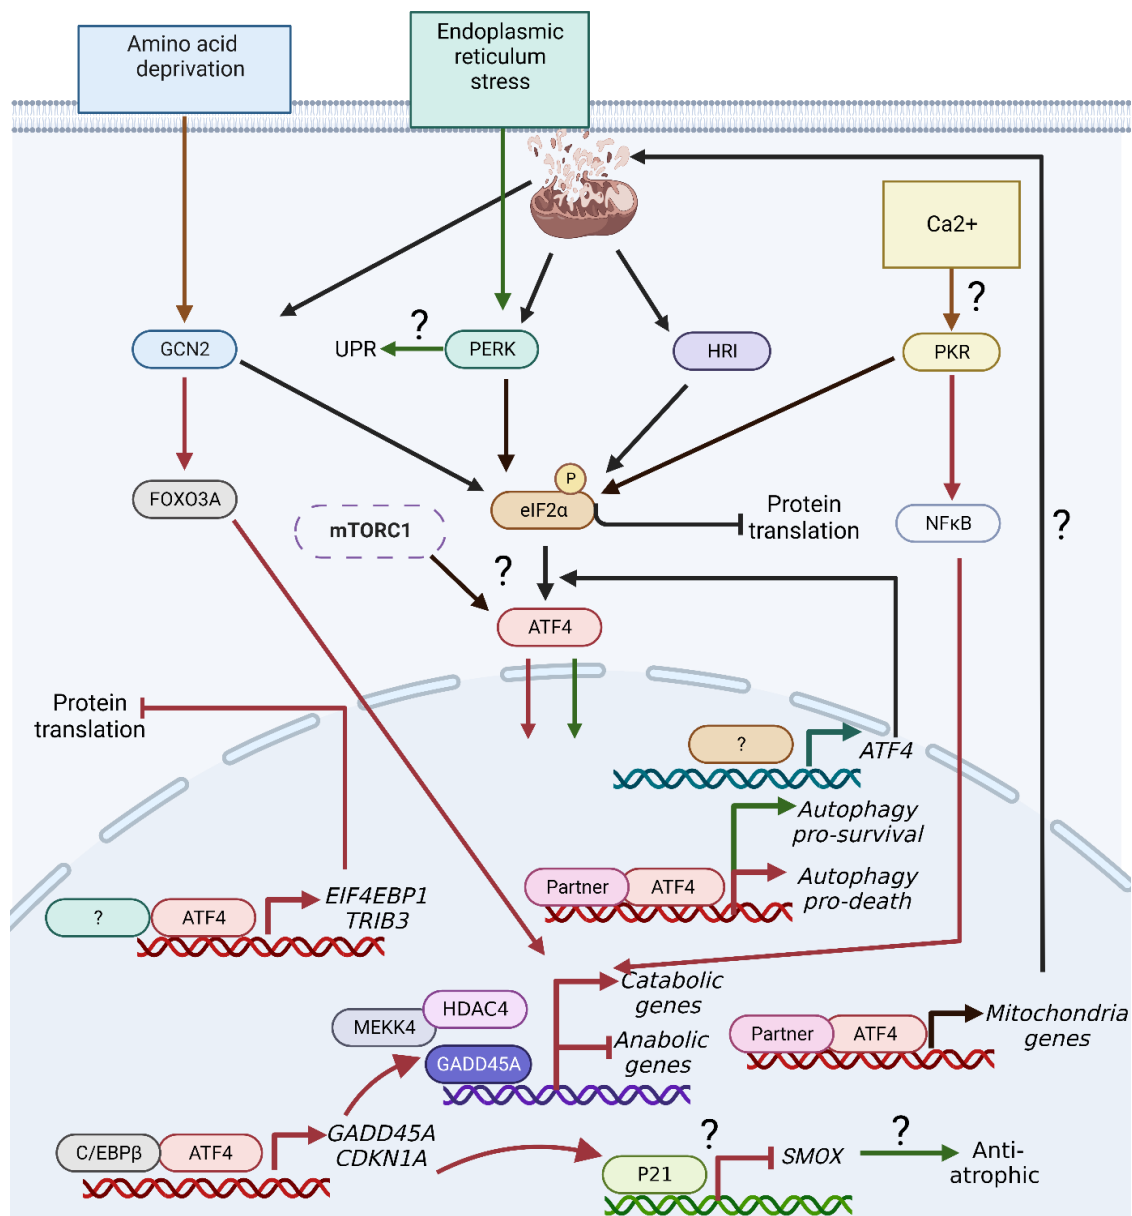 Amino acid
deprivation
Endoplasmic
reticulum
stress
Ca2+
?
?
UPR
GCN2
PERK
HRI
PKR
P
FOXO3A
eIF2α
Protein
translation
NFκB
mTORC1
?
?
ATF4
Protein
translation
?
ATF4
Autophagy
pro-survival
Partner
ATF4
Autophagy
pro-death
?
ATF4
EIF4EBP1
TRIB3
Catabolic
genes
HDAC4
MEKK4
GADD45A
Anabolic
genes
Partner
ATF4
Mitochondria
genes
C/EBPβ
ATF4
GADD45A
CDKN1A
P21
?
SMOX
?
Anti-
atrophic